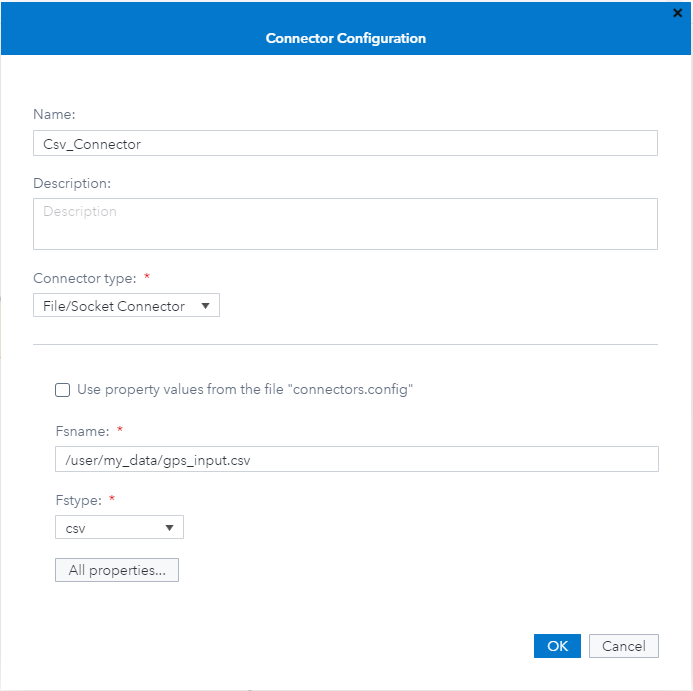 Connector Configuration
Name:
Csv_Connector
Description:
Description
Connector type: *
File/Socket Connector
Use property values from the file "connectors.config"
Fsname: *
/user/my_data/gps_input.csv
Fstype: *
csv
All properties...
OK Cancel